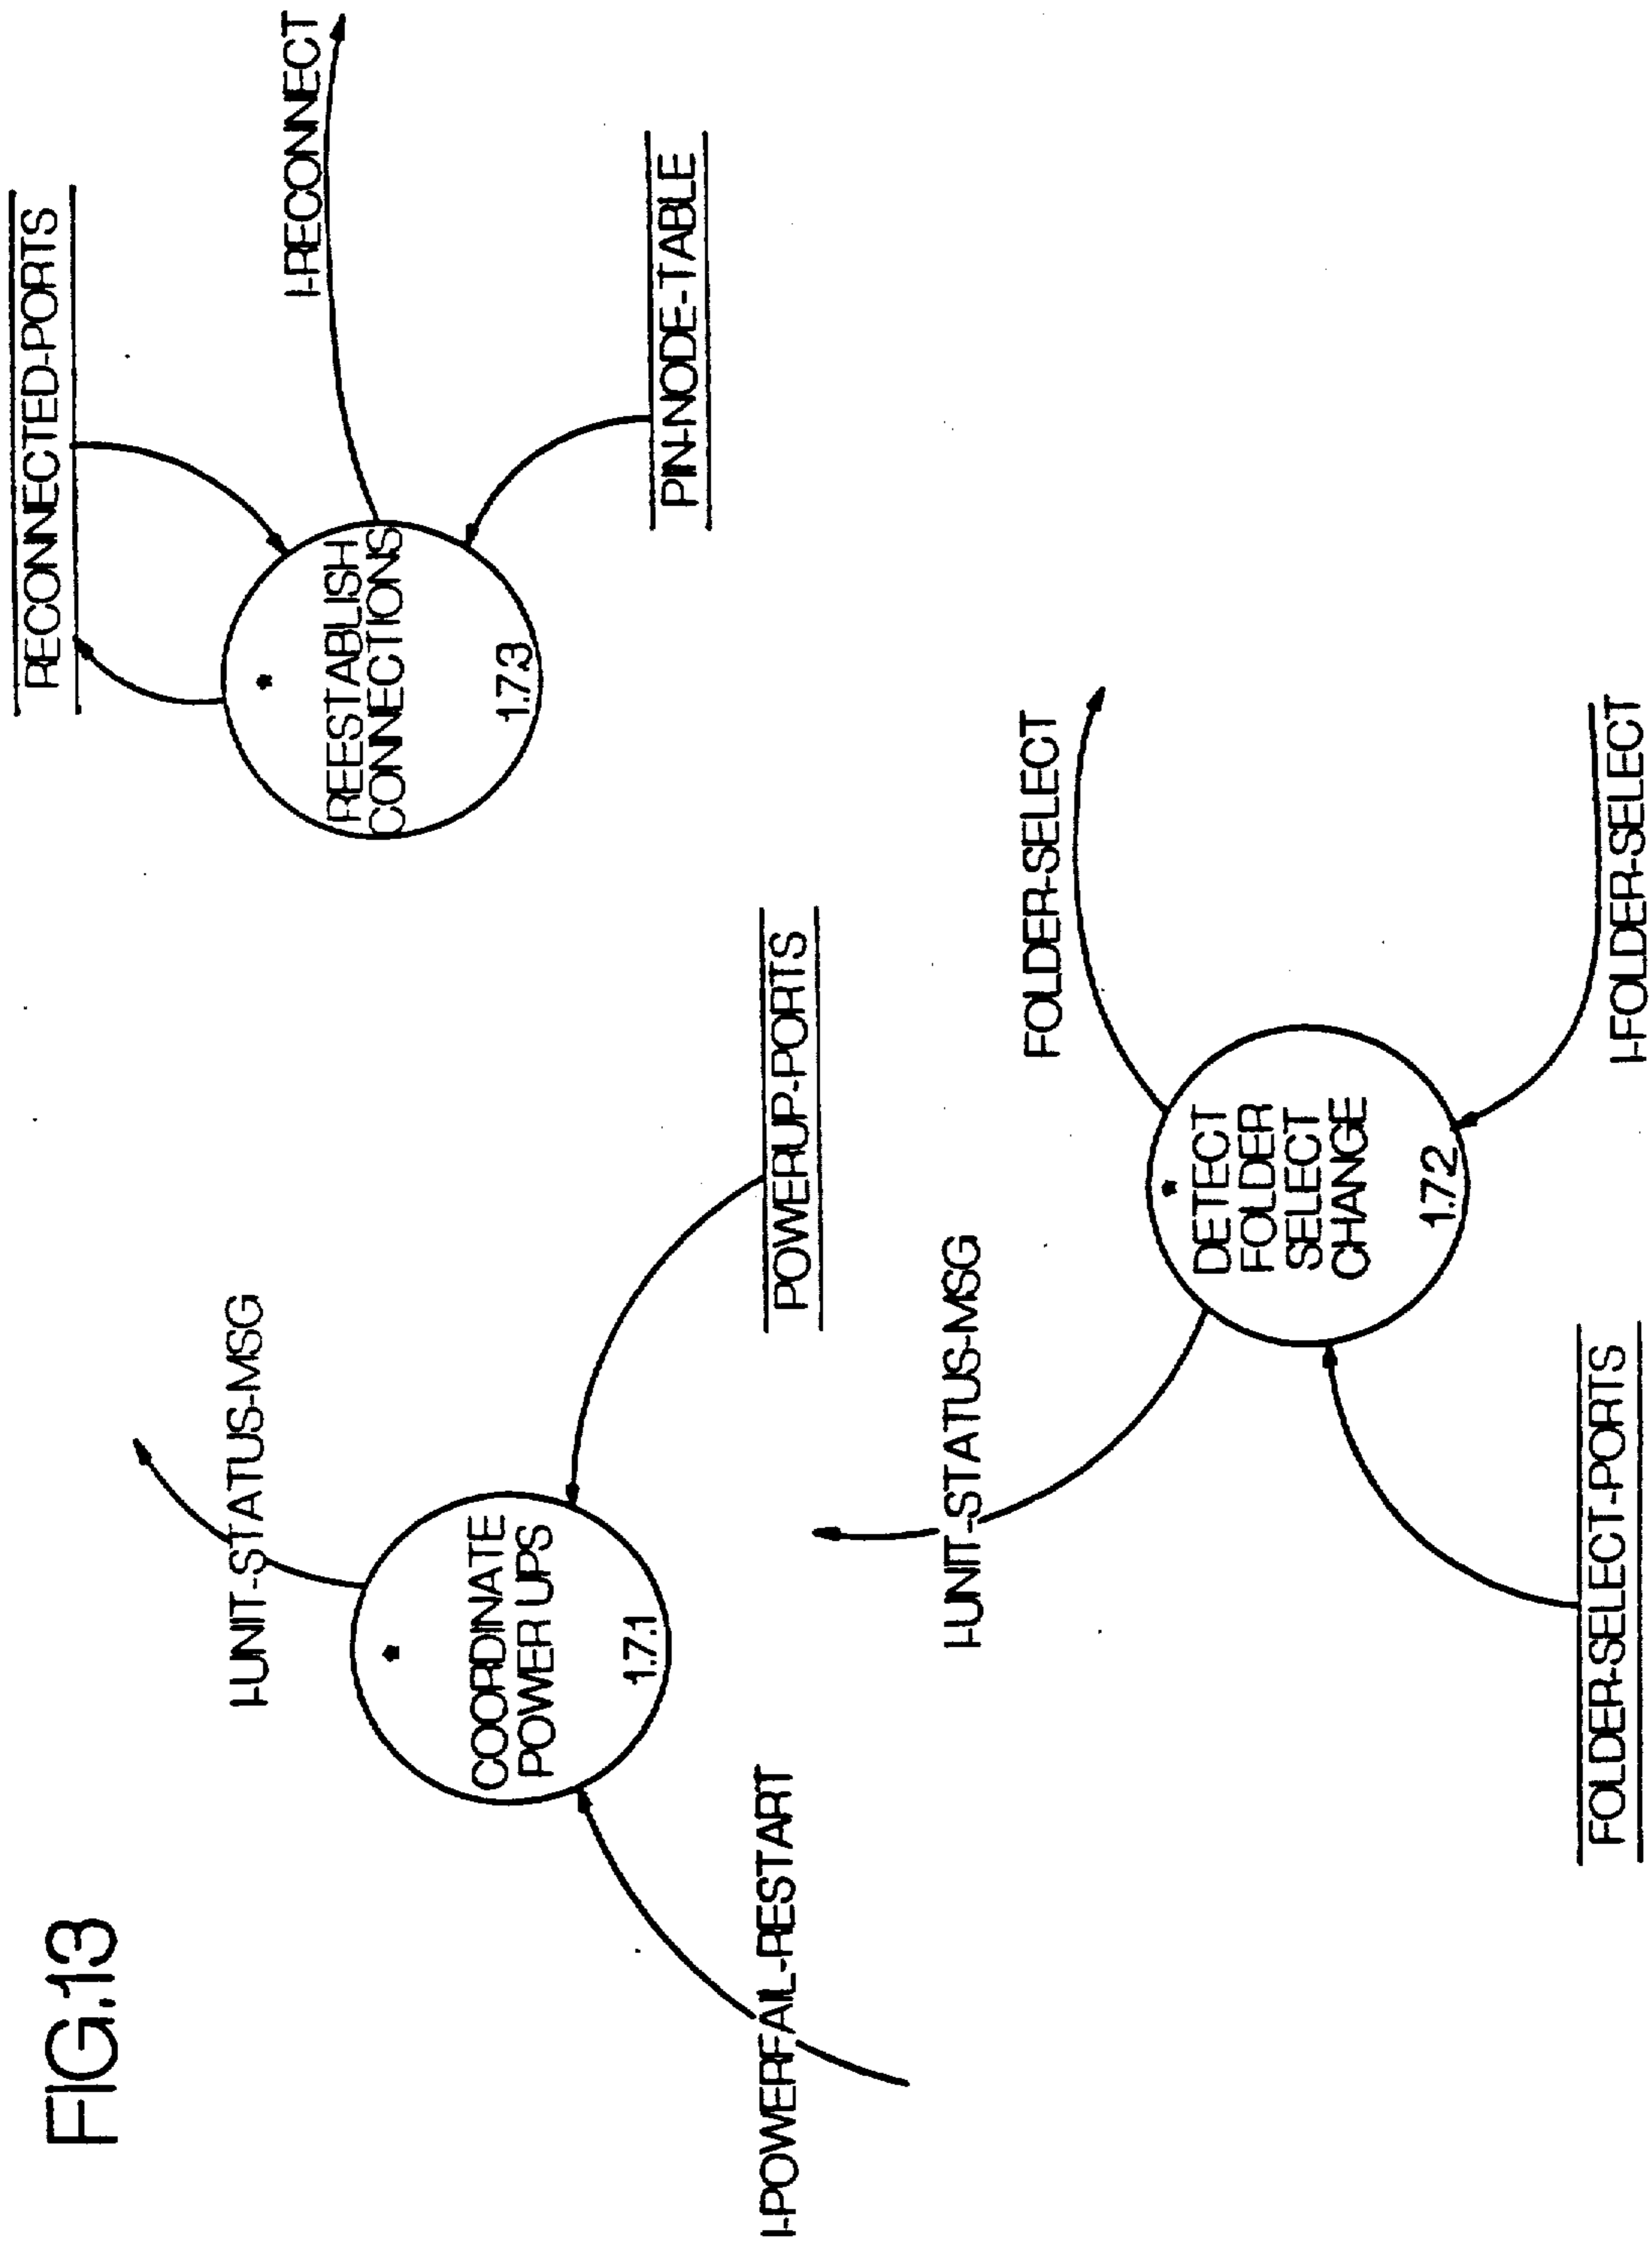 FIG.13
I-UNIT-STATUS-MSG
*
COORDINATE
POWER UPS
1.7.1
I-POWERFAIL-RESTART
POWERUP-PORTS
RECONNECTED-PORTS
*
REESTABLISH
CONNECTIONS
1.7.3
I-RECONNECT
PIN-NODE-TABLE
I-UNIT-STATUS-MSG
FOLDER-SELECT
*
DETECT
FOLDER
SELECT
CHANGE
1.7.2
FOLDER-SELECT-PORTS
I-FOLDER-SELECT